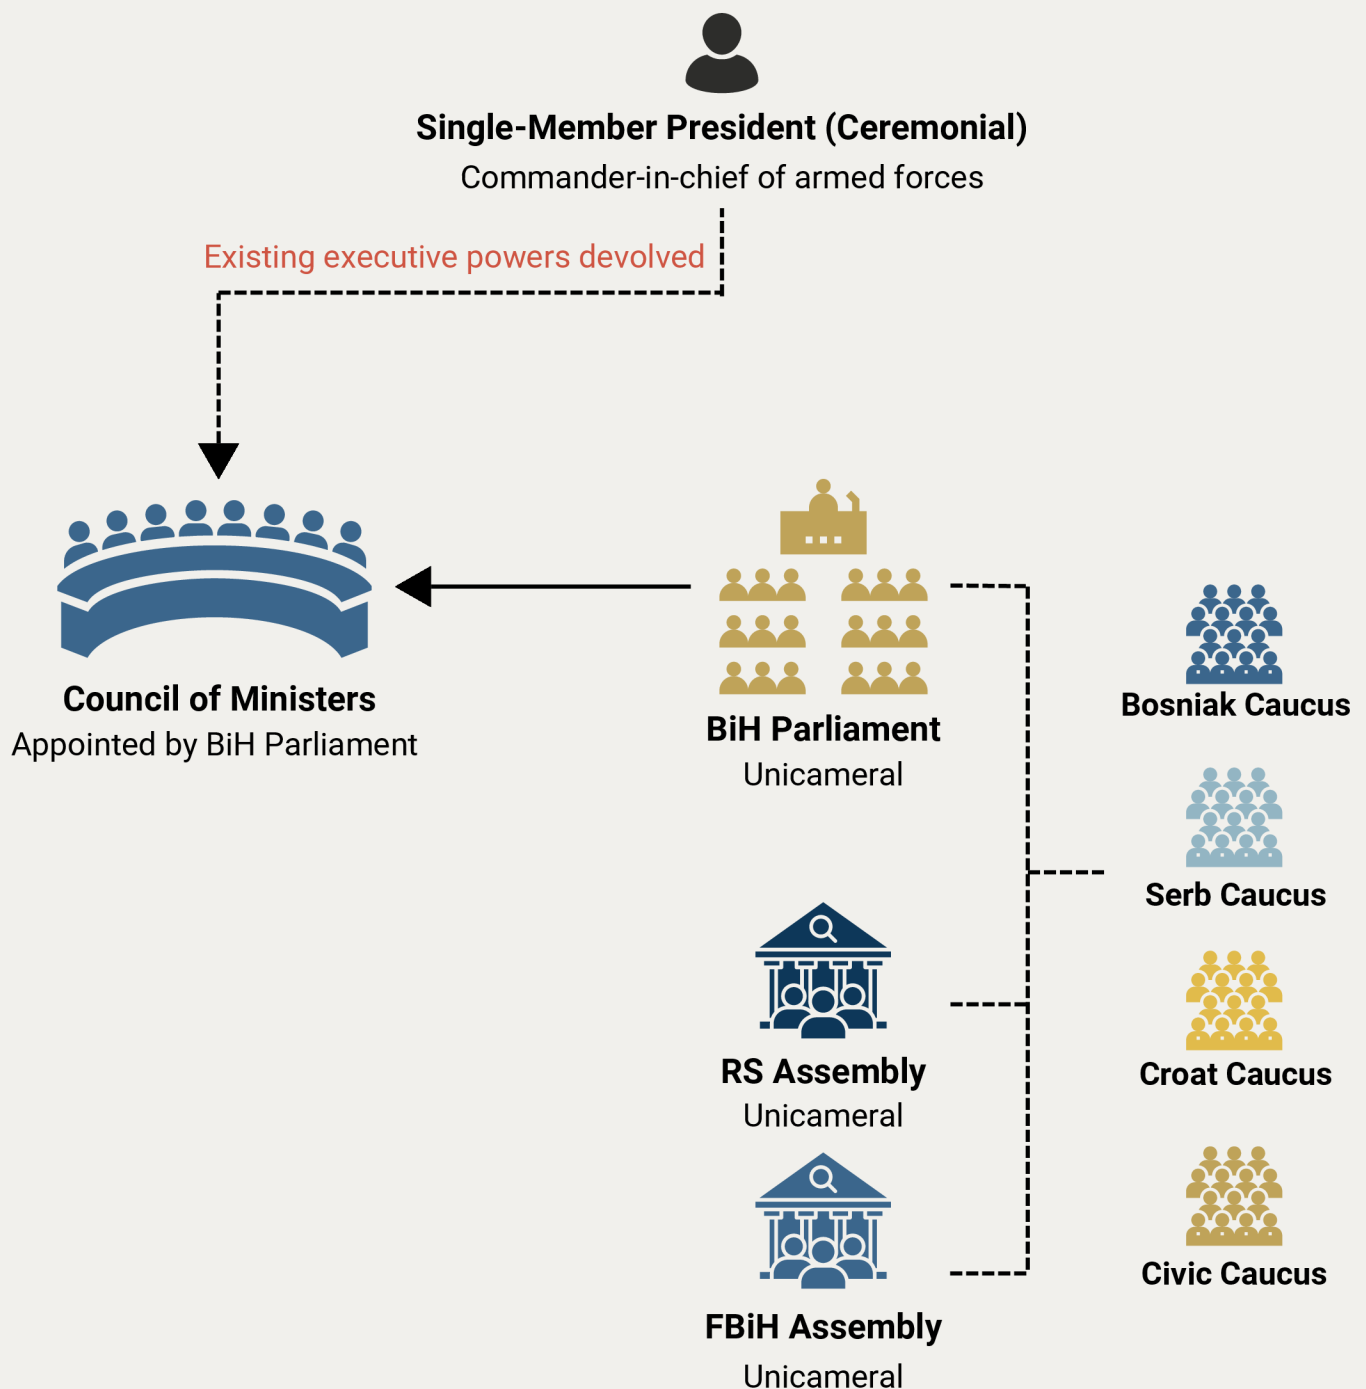 Single-Member President (Ceremonial)
Commander-in-chief of armed forces
Existing executive powers devolved
Council of Ministers
Appointed by BiH Parliament
BiH Parliament
Unicameral
RS Assembly
Unicameral
FBiH Assembly
Unicameral
Bosniak Caucus
Serb Caucus
Croat Caucus
Civic Caucus